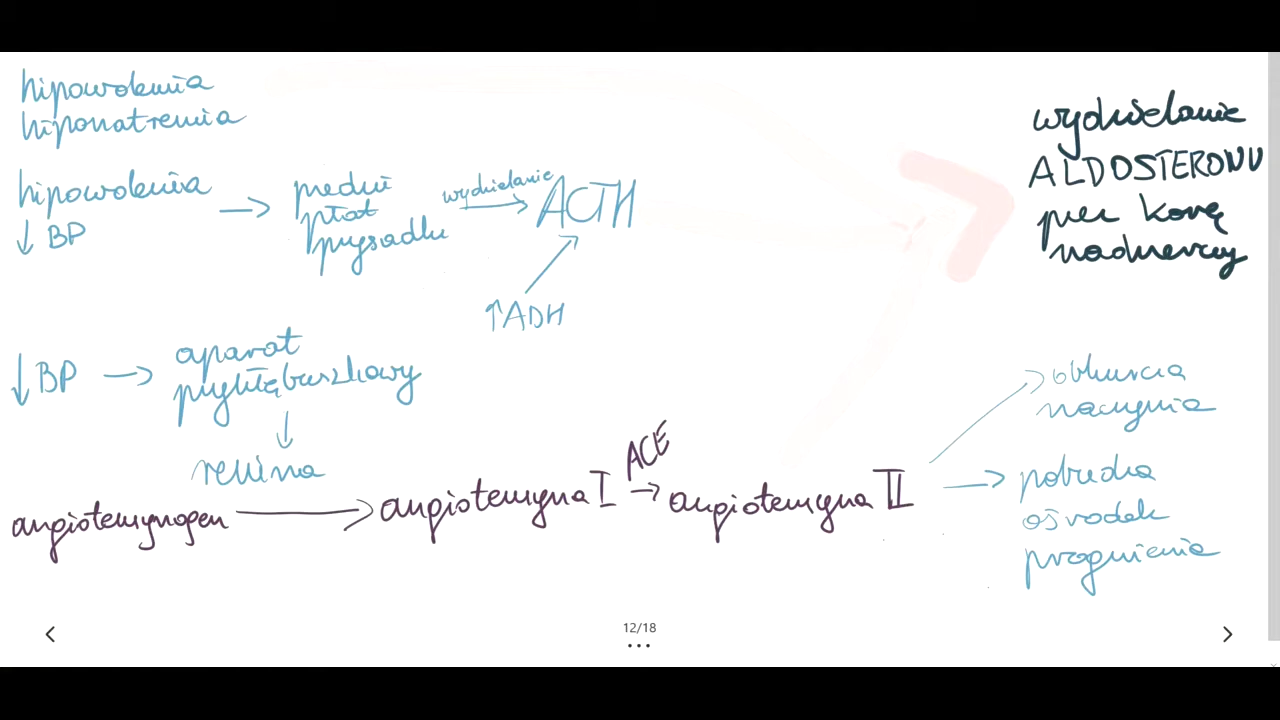 hipowolemia
hiponatremia
hipowolemia
↓ BP
→
przedni
płat
przysadki
wydzielanie
→
ACTH
↑ADH
wydzielanie
ALDOSTERONU
przez korę
nadnerczy
↓ BP →
aparat
przykłębuszkowy
↓
renina
angiotensynogen → angiotensyna I
ACE
→
angiotensyna II
→ obkurcza
naczynia
→ pobudza
ośrodek
pragnienia
12/18